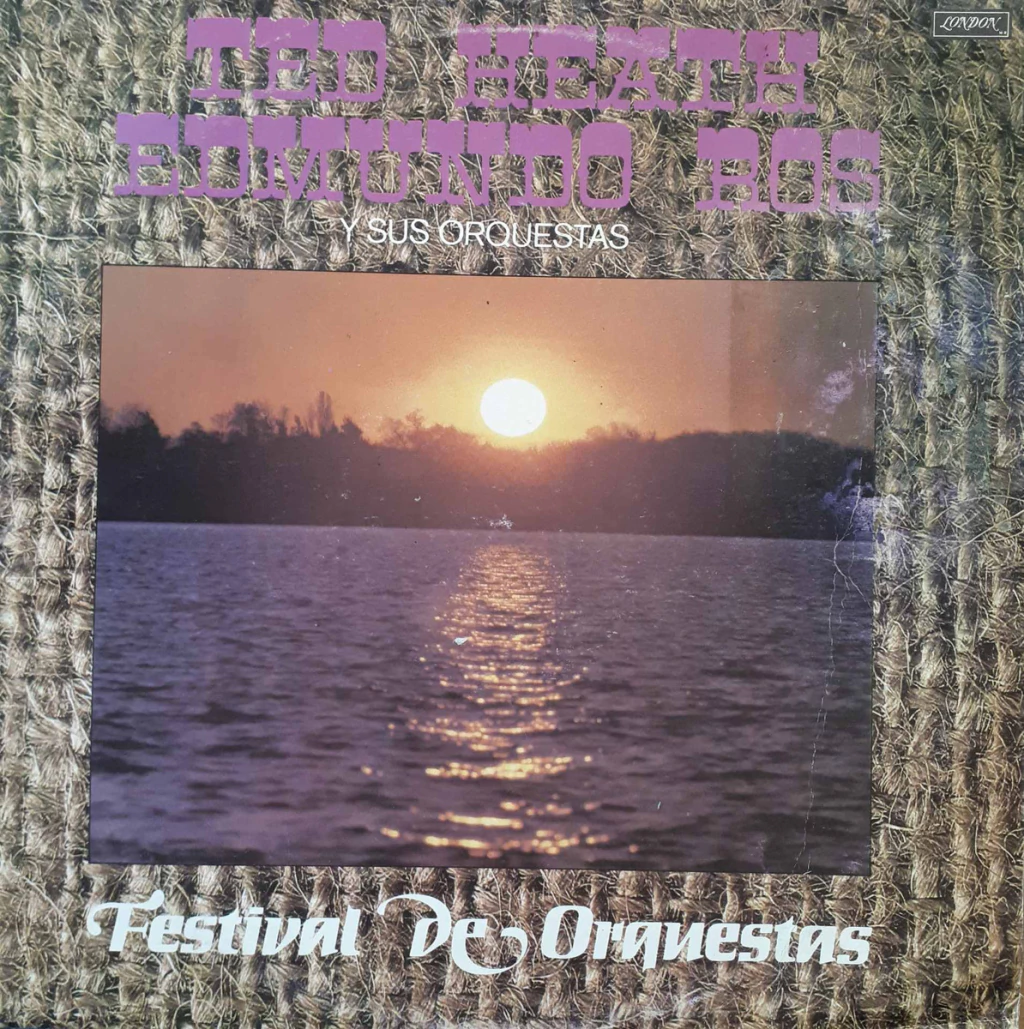 LONDON
TED HEATH
EDMUNDO ROS
Y SUS ORQUESTAS
Festival De Orquestas